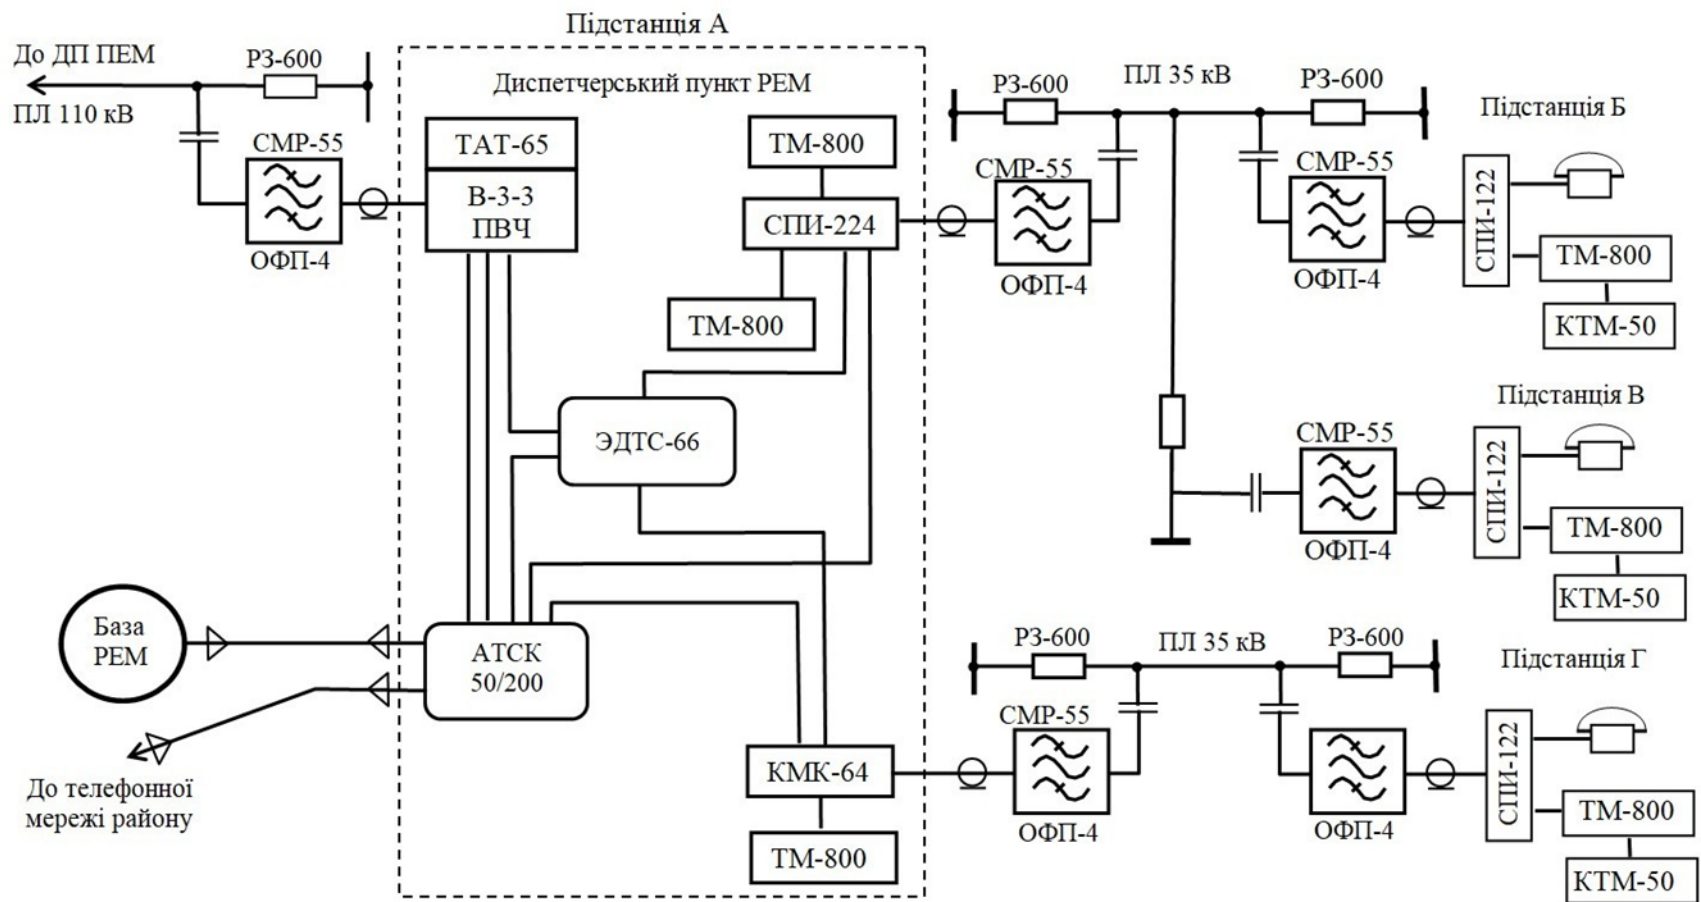 Підстанція А
До ДП ПЕМ
РЗ-600
ПЛ 110 кВ
СМР-55
ОФП-4
Диспетчерський пункт РЕМ
ТАТ-65
В-3-3
ПВЧ
ТМ-800
СПИ-224
ТМ-800
ЭДТС-66
База
РЕМ
АТСК
50/200
До телефонної
мережі району
КМК-64
ТМ-800
РЗ-600
ПЛ 35 кВ
РЗ-600
СМР-55
ОФП-4
СМР-55
ОФП-4
Підстанція Б
СПИ-122
ТМ-800
КТМ-50
Підстанція В
СМР-55
ОФП-4
СПИ-122
ТМ-800
КТМ-50
РЗ-600
ПЛ 35 кВ
РЗ-600
СМР-55
ОФП-4
ОФП-4
Підстанція Г
СПИ-122
ТМ-800
КТМ-50